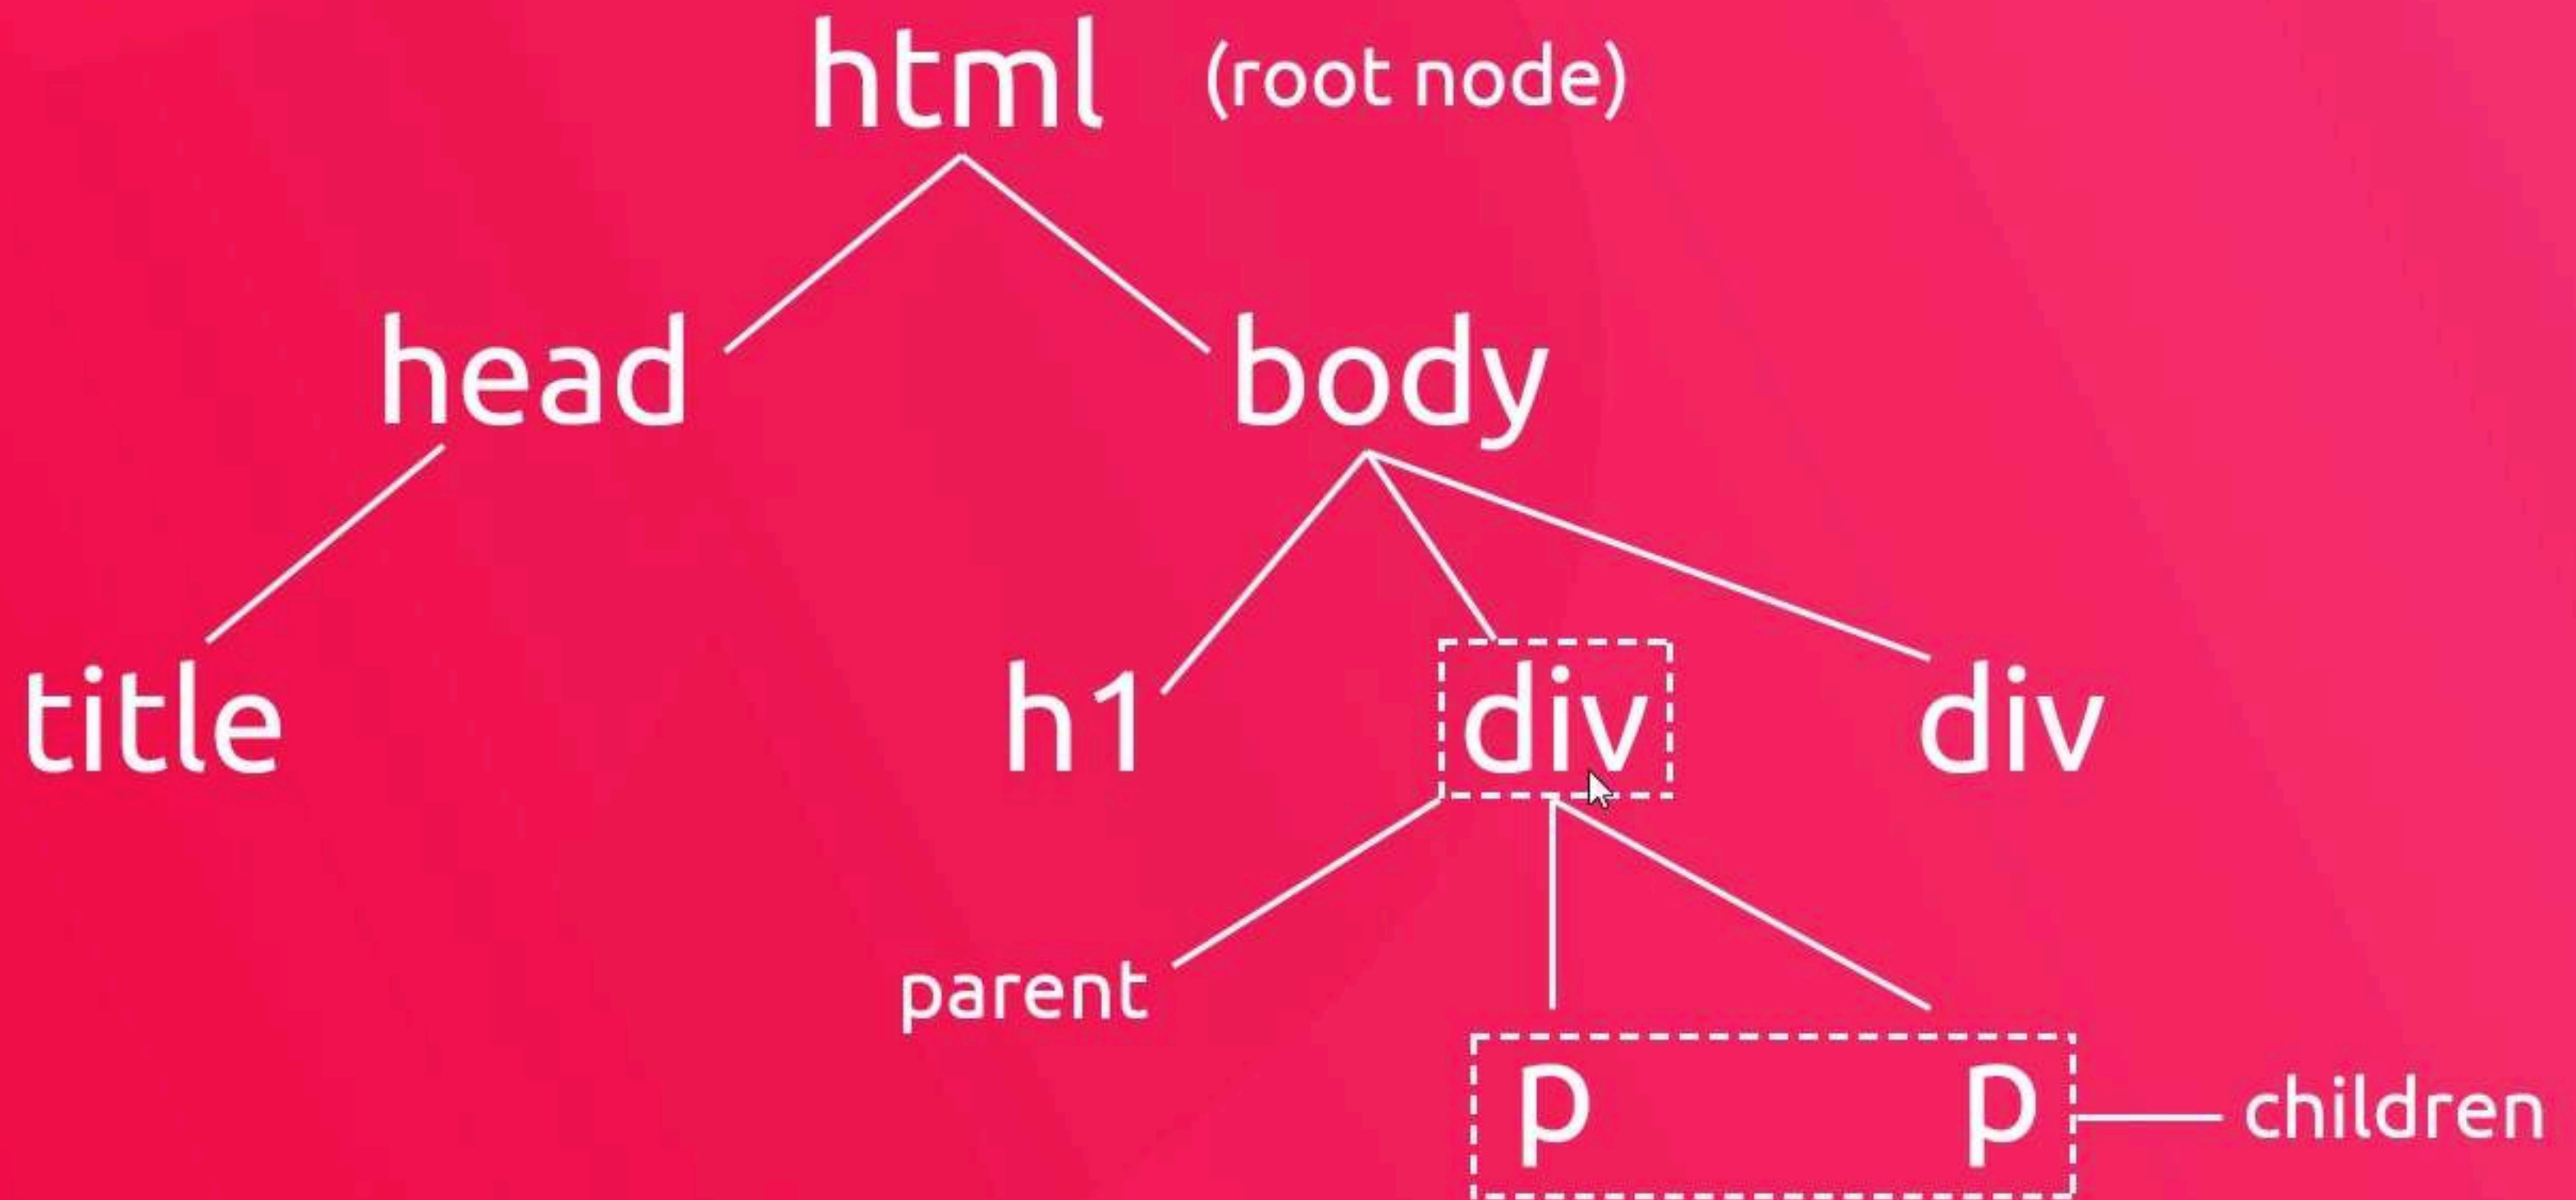 html (root node)
head body
title h1 div div
parent
p p children